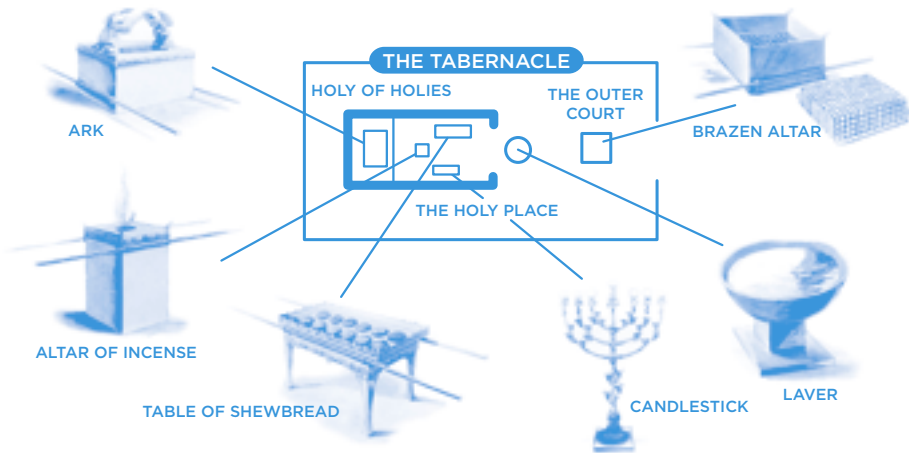 THE TABERNACLE
HOLY OF HOLIES
THE OUTER
COURT
ARK
BRAZEN ALTAR
THE HOLY PLACE
ALTAR OF INCENSE
TABLE OF SHEWBREAD
CANDLESTICK
LAVER